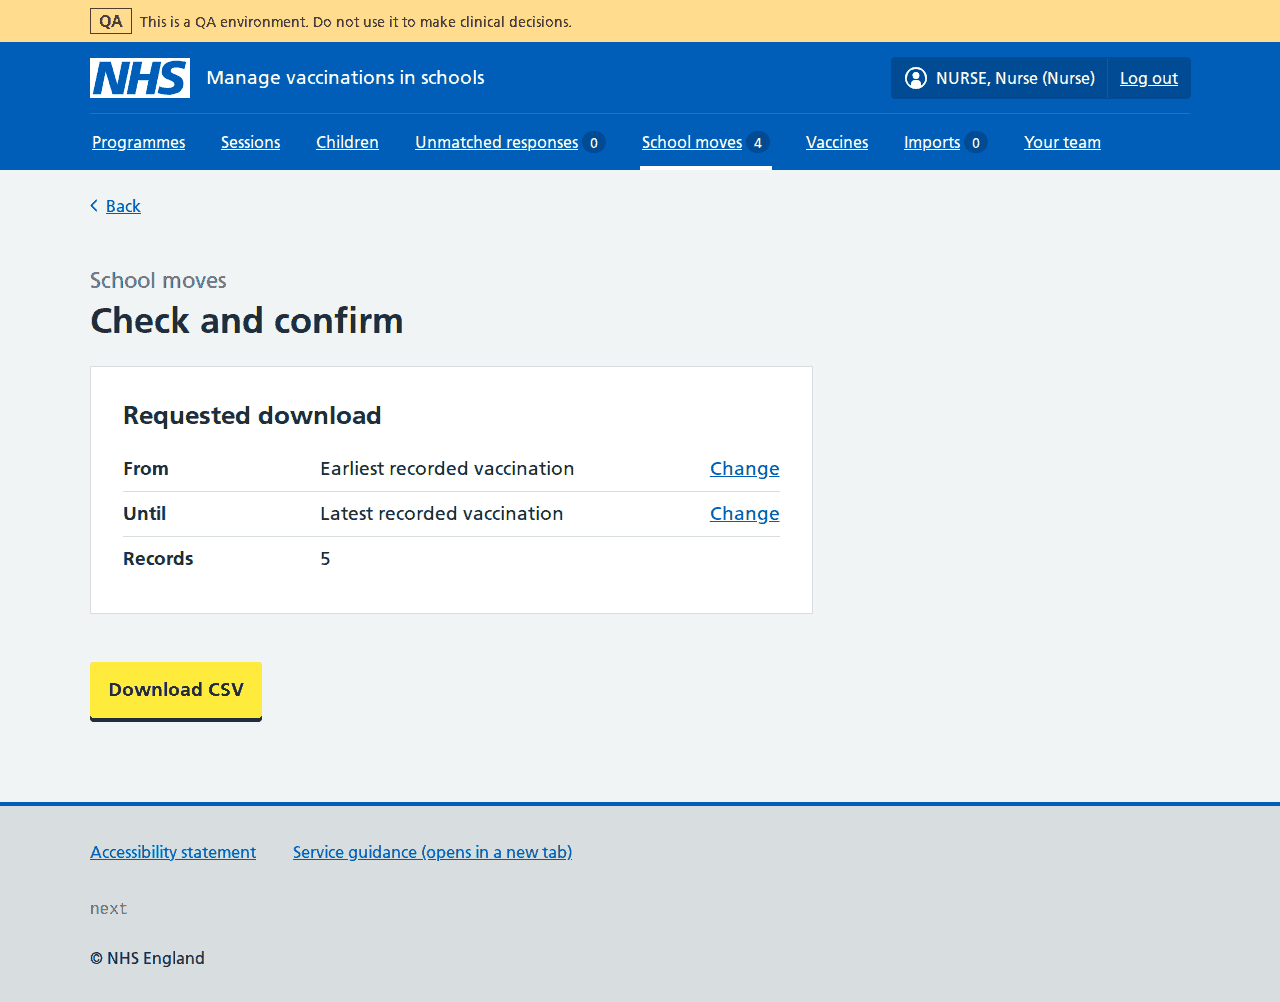 QA This is a QA environment. Do not use it to make clinical decisions.
NHS Manage vaccinations in schools NURSE, Nurse (Nurse) Log out
Programmes Sessions Children Unmatched responses 0 School moves 4 Vaccines Imports 0 Your team
Back
School moves
Check and confirm
Requested download
From Earliest recorded vaccination Change
Until Latest recorded vaccination Change
Records 5
Download CSV
Accessibility statement Service guidance (opens in a new tab)
next
© NHS England